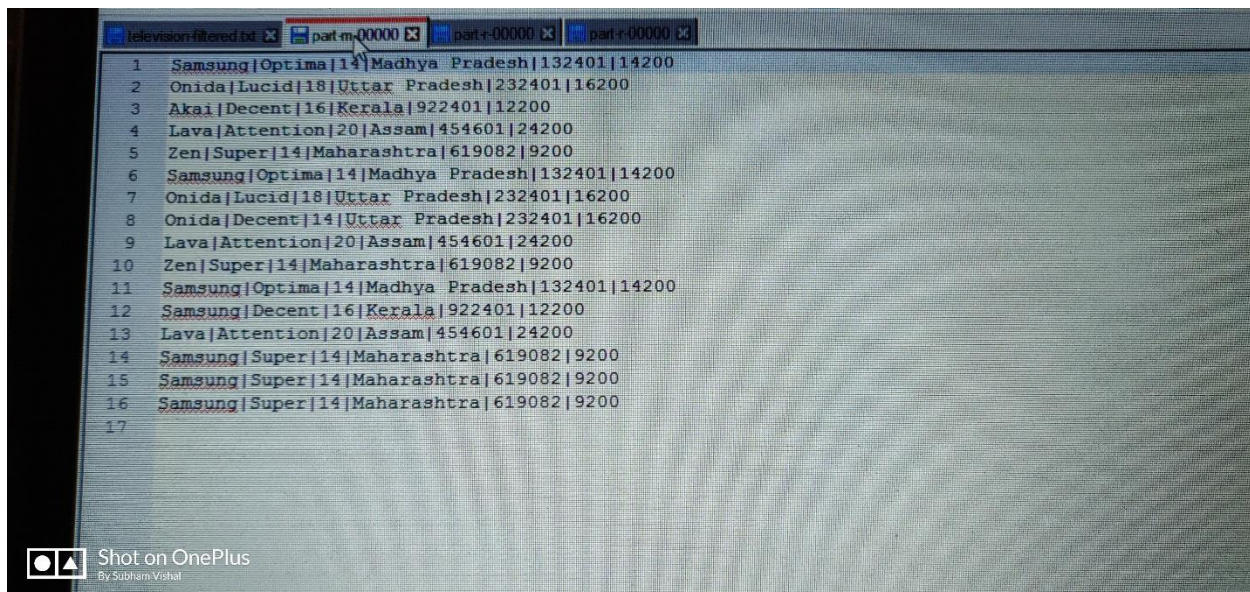 television-filtered.txt part-m-00000 part-r-00000 part-r-00000
1 Samsung|Optima|14|Madhya Pradesh|132401|14200
2 Onida|Lucid|18|Uttar Pradesh|232401|16200
3 Akai|Decent|16|Kerala|922401|12200
4 Lava|Attention|20|Assam|454601|24200
5 Zen|Super|14|Maharashtra|619082|9200
6 Samsung|Optima|14|Madhya Pradesh|132401|14200
7 Onida|Lucid|18|Uttar Pradesh|232401|16200
8 Onida|Decent|14|Uttar Pradesh|232401|16200
9 Lava|Attention|20|Assam|454601|24200
10 Zen|Super|14|Maharashtra|619082|9200
11 Samsung|Optima|14|Madhya Pradesh|132401|14200
12 Samsung|Decent|16|Kerala|922401|12200
13 Lava|Attention|20|Assam|454601|24200
14 Samsung|Super|14|Maharashtra|619082|9200
15 Samsung|Super|14|Maharashtra|619082|9200
16 Samsung|Super|14|Maharashtra|619082|9200
17
Shot on OnePlus
By Subham Vishal